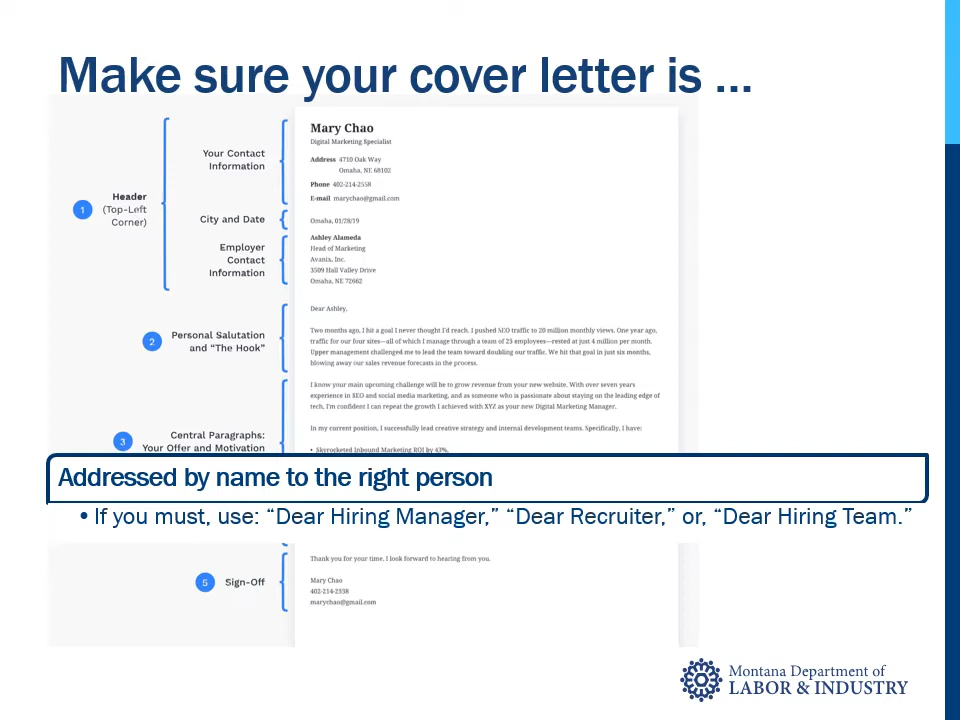 Make sure your cover letter is ...
Your Contact
Information
Header
(Top-Left
Corner)
1
City and Date
Employer
Contact
Information
Mary Chao
Digital Marketing Specialist
Address 4710 Oak Way
Omaha, NE 68102
Phone 402-214-2558
E-mail marychao@gmail.com
Omaha, 01/28/19
Ashley Alameda
Head of Marketing
Avanix, Inc.
3509 Hall Valley Drive
Omaha, NE 72662
2
Personal Salutation
and “The Hook”
Dear Ashley,
Two months ago, I hit a goal I never thought I'd reach. I pushed SEO traffic to 20 million monthly views. One year ago,
traffic for our four sites—all of which I manage through a team of 23 employees—rested at just 4 million per month.
Upper management challenged me to lead the team toward doubling our traffic. We hit that goal in just six months,
blowing away our sales revenue forecasts in the process.
3
Central Paragraphs:
Your Offer and Motivation
I know your main upcoming challenge will be to grow revenue from your new website. With over seven years
experience in SEO and social media marketing, and as someone who is passionate about staying on the leading edge of
tech, I'm confident I can repeat the growth I achieved with XYZ as your new Digital Marketing Manager.
In my current position, I successfully lead creative strategy and internal development teams. Specifically, I have:
• Skyrocketed Inbound Marketing ROI by 43%,
Addressed by name to the right person
• If you must, use: “Dear Hiring Manager,” “Dear Recruiter,” or, “Dear Hiring Team.”
5
Sign-Off
Thank you for your time. I look forward to hearing from you.
Mary Chao
402-214-2558
marychao@gmail.com
Montana Department of
LABOR & INDUSTRY